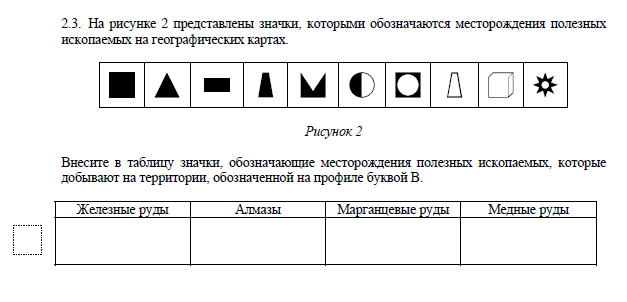 2.3. На рисунке 2 представлены значки, которыми обозначаются месторождения полезных
ископаемых на географических картах.
Рисунок 2
Внесите в таблицу значки, обозначающие месторождения полезных ископаемых, которые
добывают на территории, обозначенной на профиле буквой В.
Железные руды Алмазы Марганцевые руды Медные руды